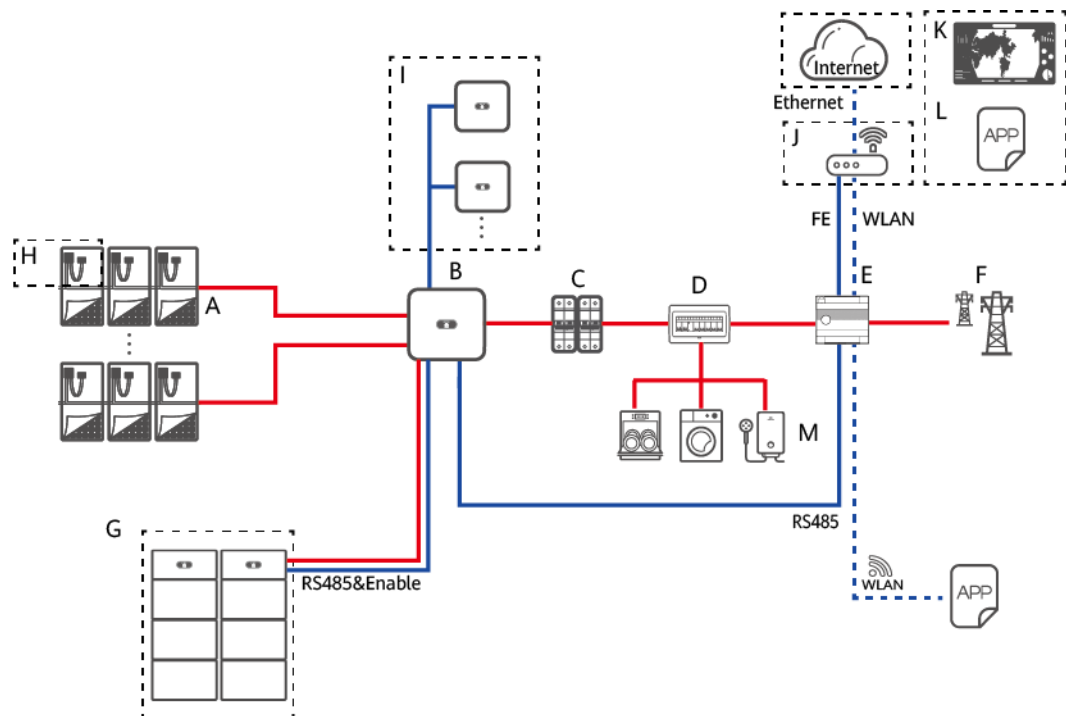 I
Internet
K
Ethernet
L
APP
J
FE
WLAN
H
A
B
C
D
E
F
M
G
RS485
RS485&Enable
WLAN
APP